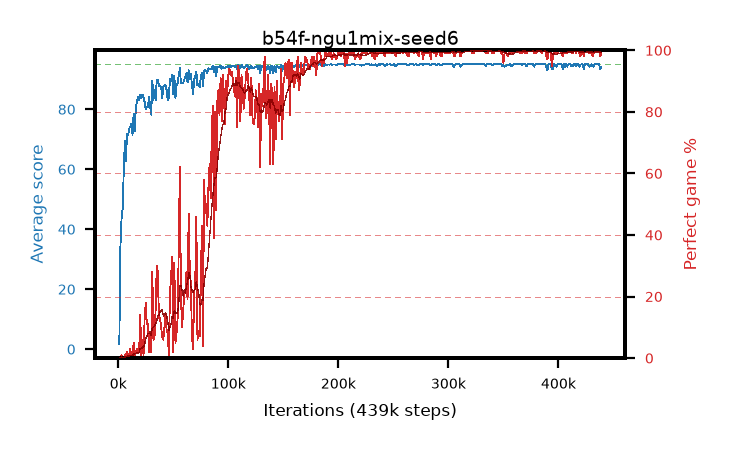 b54f-ngu1mix-seed6
Average score
80
60
40
20
0
100
80
60
40
20
0
Perfect game %
0k
100k
200k
300k
400k
Iterations (439k steps)